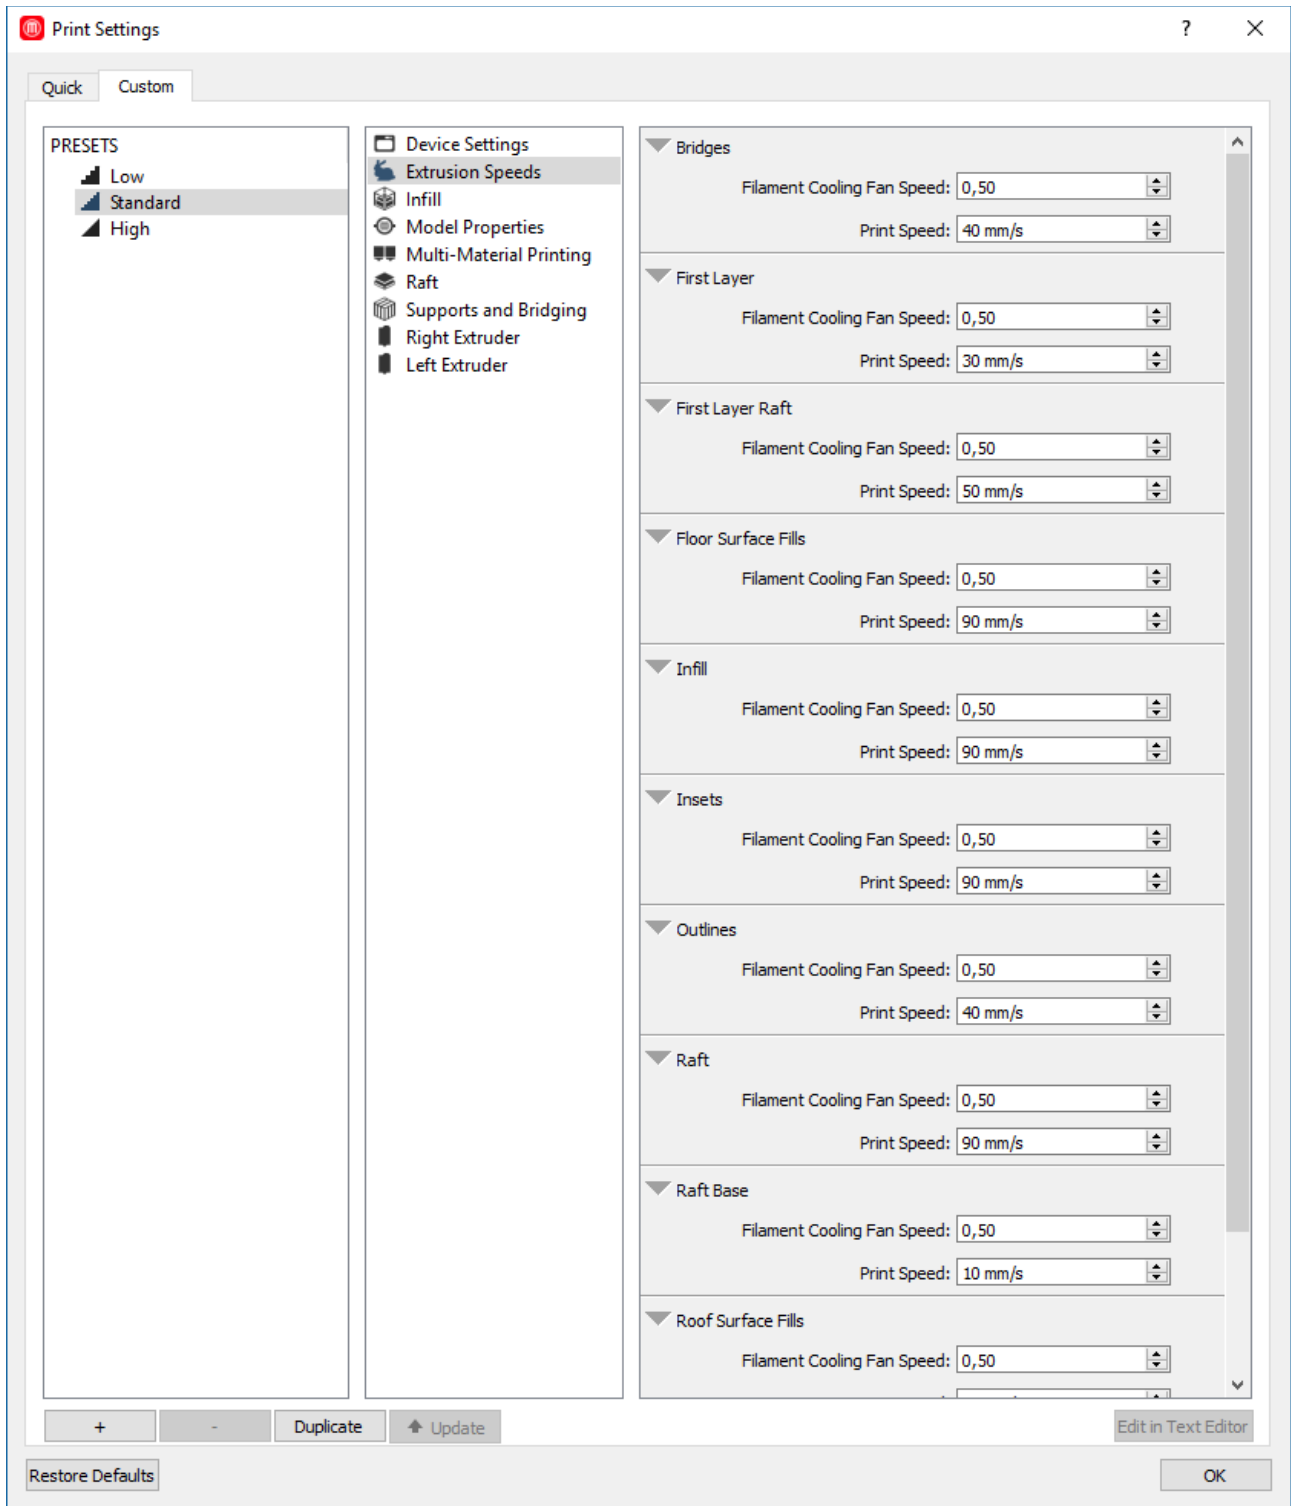 Print Settings
?
Quick
Custom
PRESETS
Low
Standard
High
Device Settings
Extrusion Speeds
Infill
Model Properties
Multi-Material Printing
Raft
Supports and Bridging
Right Extruder
Left Extruder
Bridges
Filament Cooling Fan Speed: 0,50
Print Speed: 40 mm/s
First Layer
Filament Cooling Fan Speed: 0,50
Print Speed: 30 mm/s
First Layer Raft
Filament Cooling Fan Speed: 0,50
Print Speed: 50 mm/s
Floor Surface Fills
Filament Cooling Fan Speed: 0,50
Print Speed: 90 mm/s
Infill
Filament Cooling Fan Speed: 0,50
Print Speed: 90 mm/s
Insets
Filament Cooling Fan Speed: 0,50
Print Speed: 90 mm/s
Outlines
Filament Cooling Fan Speed: 0,50
Print Speed: 40 mm/s
Raft
Filament Cooling Fan Speed: 0,50
Print Speed: 90 mm/s
Raft Base
Filament Cooling Fan Speed: 0,50
Print Speed: 10 mm/s
Roof Surface Fills
Filament Cooling Fan Speed: 0,50
+
-
Duplicate
Update
Edit in Text Editor
Restore Defaults
OK